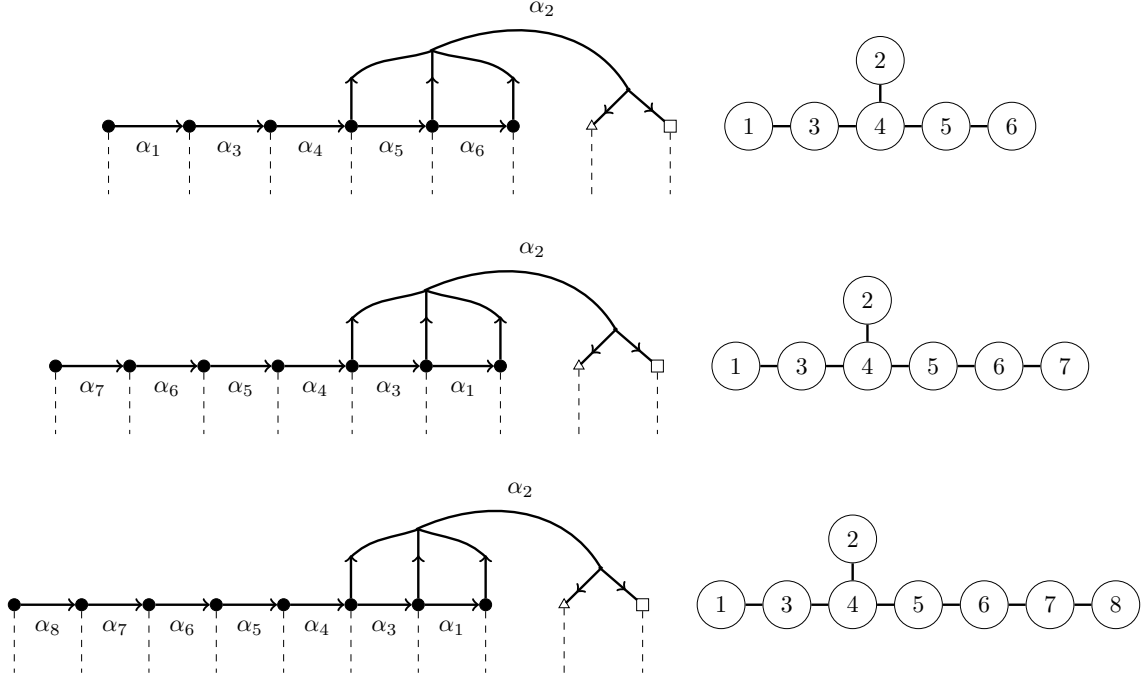 α₂
2
1 3 4 5 6
α₁ α₃ α₄ α₅ α₆
α₂
2
1 3 4 5 6 7
α₇ α₆ α₅ α₄ α₃ α₁
α₂
2
1 3 4 5 6 7 8
α₈ α₇ α₆ α₅ α₄ α₃ α₁